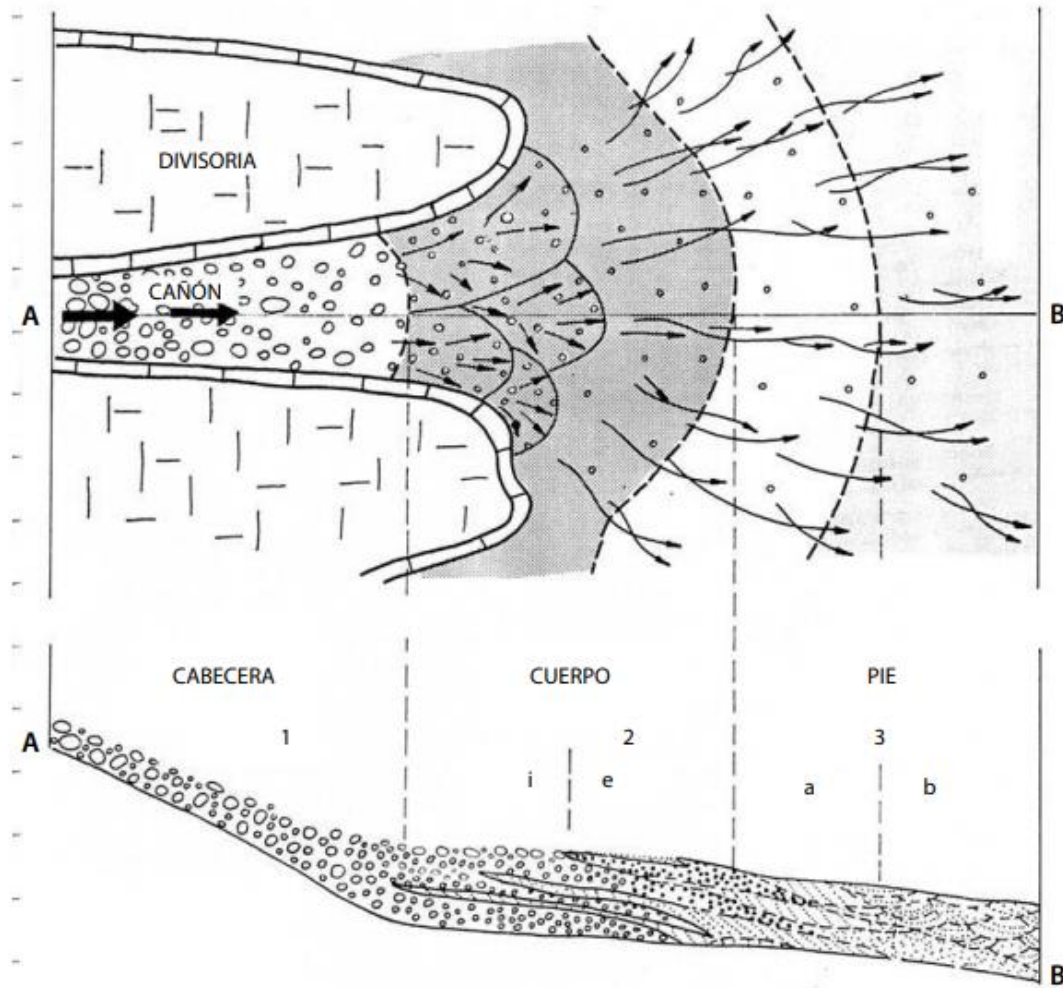 DIVISORIA
CAÑÓN
A B
CABECERA CUERPO PIE
A 1 2 3
i e a b
B